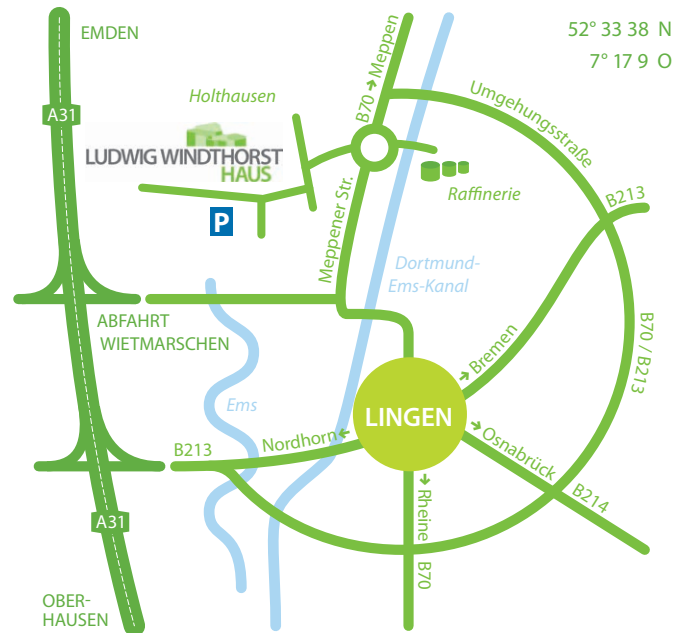 EMDEN
52° 33 38 N
7° 17 9 O
A31
Holthausen
B70 → Meppen
Umgehungsstraße
LUDWIG WINDTHORST
HAUS
Raffinerie
B213
P
Meppener Str.
Dortmund-
Ems-Kanal
ABFAHRT
WIETMARSCHEN
B70 / B213
→ Bremen
Ems
LINGEN
B213
Nordhorn ←
→ Osnabrück
B214
→ Rheine
B70
A31
OBER-
HAUSEN